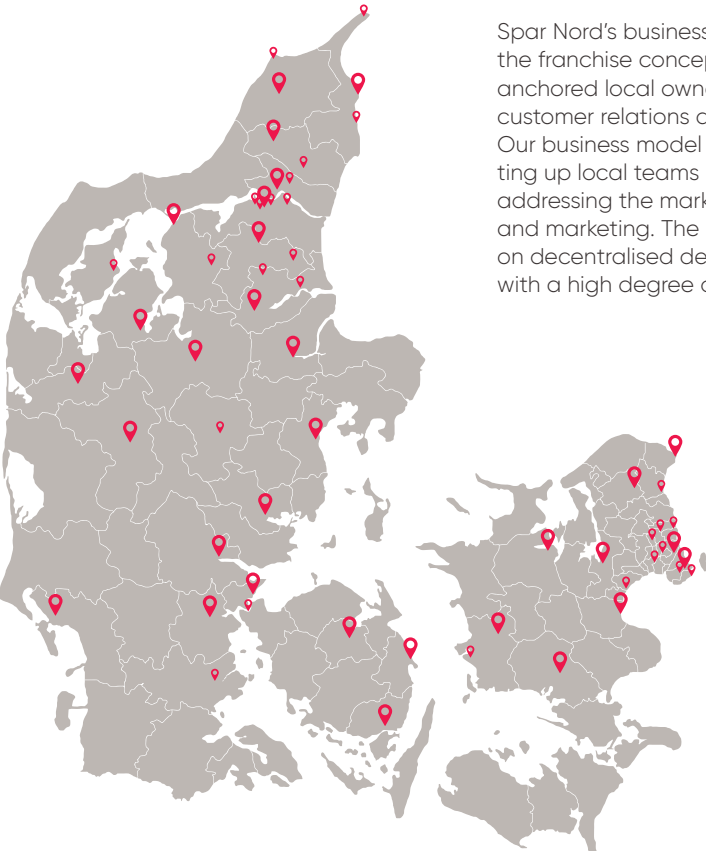 Spar Nord’s business
the franchise concep
anchored local owne
customer relations a
Our business model
ting up local teams
addressing the mark
and marketing. The
on decentralised de
with a high degree